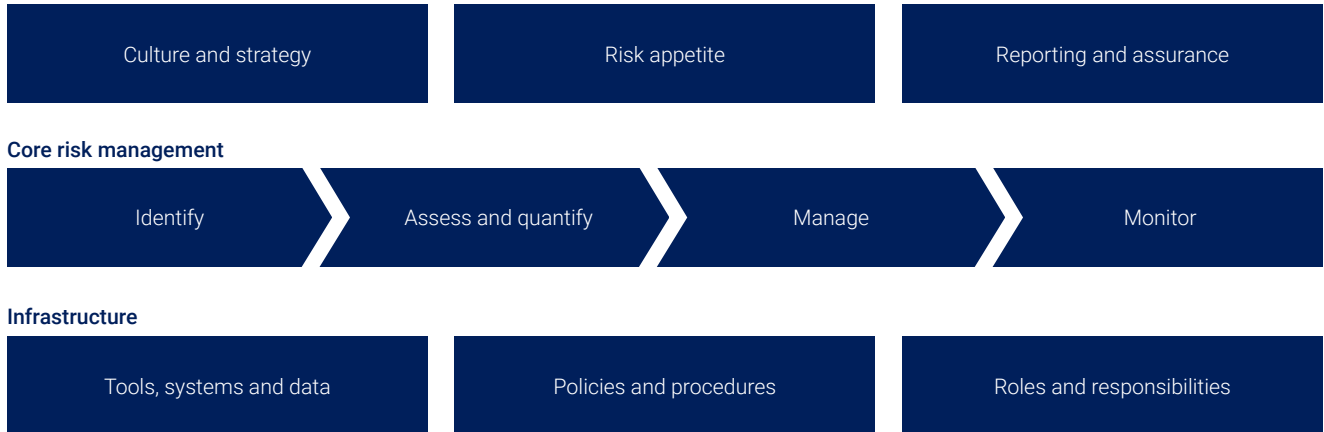 Culture and strategy
Risk appetite
Reporting and assurance
Core risk management
Identify
Assess and quantify
Manage
Monitor
Infrastructure
Tools, systems and data
Policies and procedures
Roles and responsibilities